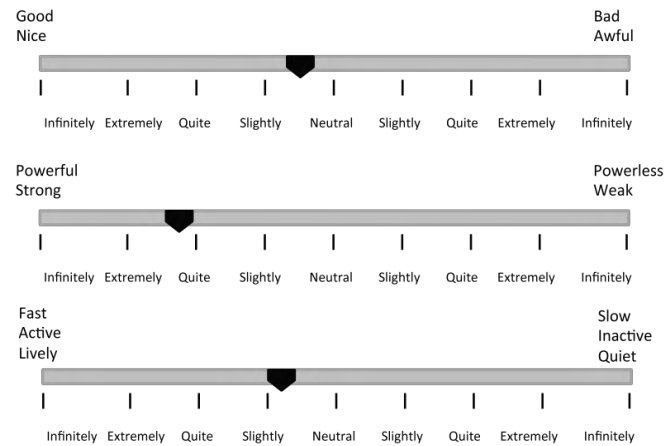 Good Bad
Nice Awful
Infinitely Extremely Quite Slightly Neutral Slightly Quite Extremely Infinitely
Powerful Powerless
Strong Weak
Infinitely Extremely Quite Slightly Neutral Slightly Quite Extremely Infinitely
Fast Slow
Active Inactive
Lively Quiet
Infinitely Extremely Quite Slightly Neutral Slightly Quite Extremely Infinitely